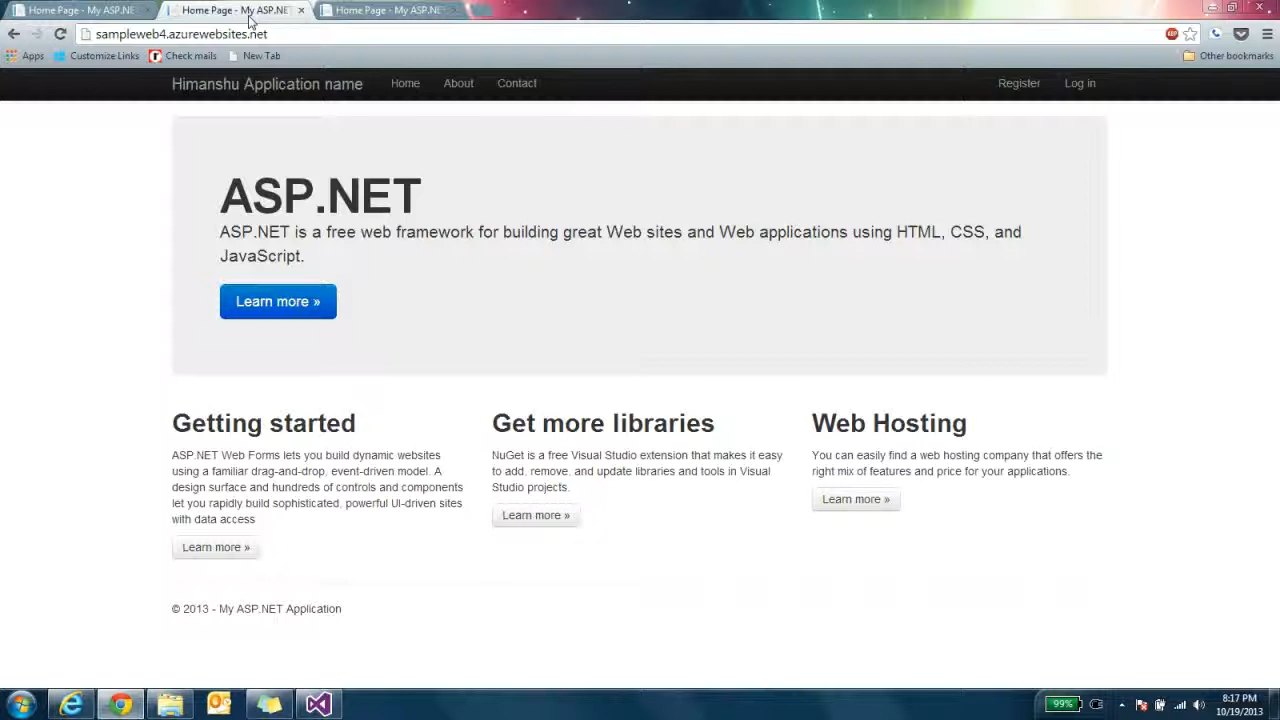 Home Page - My ASP.NE
Home Page - My ASP.NE
Home Page - My ASP.NE
sampleweb4.azurewebsites.net
ABP
Apps
Customize Links
Check mails
New Tab
Other bookmarks
Himanshu Application name
Home
About
Contact
Register
Log in
ASP.NET
ASP.NET is a free web framework for building great Web sites and Web applications using HTML, CSS, and
JavaScript.
Learn more »
Getting started
ASP.NET Web Forms lets you build dynamic websites
using a familiar drag-and-drop, event-driven model. A
design surface and hundreds of controls and components
let you rapidly build sophisticated, powerful UI-driven sites
with data access
Learn more »
Get more libraries
NuGet is a free Visual Studio extension that makes it easy
to add, remove, and update libraries and tools in Visual
Studio projects.
Learn more »
Web Hosting
You can easily find a web hosting company that offers the
right mix of features and price for your applications.
Learn more »
© 2013 - My ASP.NET Application
99%
8:17 PM
10/19/2013